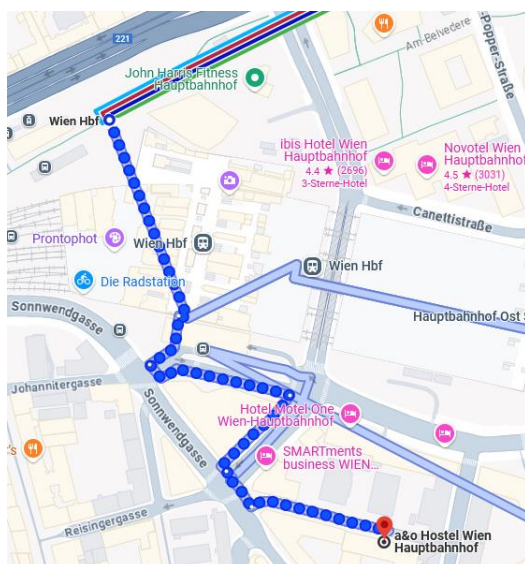 221
Am-Belvedere
-Popper-Straße
John Harris Fitness
Hauptbahnhof
Wien Hbf
ibis Hotel Wien
Hauptbahnhof
4.4 ★ (2696)
3-Sterne-Hotel
Novotel Wien
Hauptbahnhof
4.5 ★ (3031)
4-Sterne-Hotel
Canettistraße
Prontophot
Wien Hbf
Wien Hbf
Die Radstation
Sonnwendgasse
Hauptbahnhof Ost S
Johannitergasse
Sonnwendgasse
Hotel Motel One
Wien-Hauptbahnhof
's
SMARTments
business WIEN...
Reisingergasse
a&o Hostel Wien
Hauptbahnhof